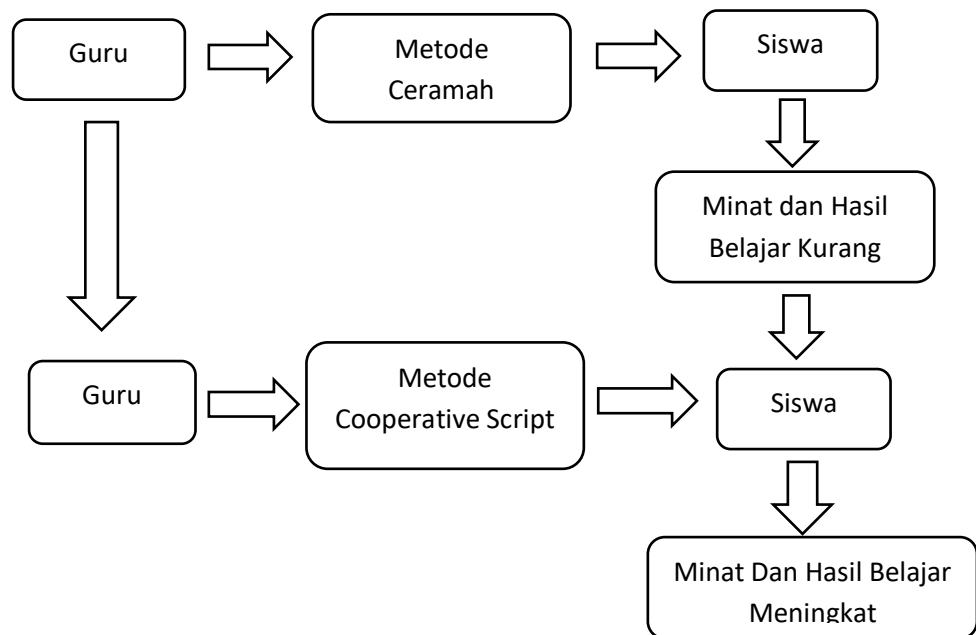 Guru
Metode
Ceramah
Siswa
Minat dan Hasil
Belajar Kurang
Guru
Metode
Cooperative Script
Siswa
Minat Dan Hasil Belajar
Meningkat